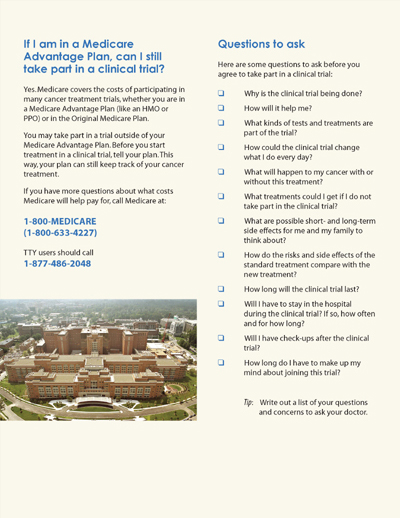 If I am in a Medicare
Advantage Plan, can I still
take part in a clinical trial?
Yes. Medicare covers the costs of participating in
many cancer treatment trials, whether you are in
a Medicare Advantage Plan (like an HMO or
PPO) or in the Original Medicare Plan.
You may take part in a trial outside of your
Medicare Advantage Plan. Before you start
treatment in a clinical trial, tell your plan. This
way, your plan can still keep track of your cancer
treatment.
If you have more questions about what costs
Medicare will help pay for, call Medicare at:
1-800-MEDICARE
(1-800-633-4227)
TTY users should call
1-877-486-2048
Questions to ask
Here are some questions to ask before you
agree to take part in a clinical trial:
Why is the clinical trial being done?
How will it help me?
What kinds of tests and treatments are
part of the trial?
How could the clinical trial change
what I do every day?
What will happen to my cancer with or
without this treatment?
What treatments could I get if I do not
take part in the clinical trial?
What are possible short- and long-term
side effects for me and my family to
think about?
How do the risks and side effects of the
standard treatment compare with the
new treatment?
How long will the clinical trial last?
Will I have to stay in the hospital
during the clinical trial? If so, how often
and for how long?
Will I have check-ups after the clinical
trial?
How long do I have to make up my
mind about joining this trial?
Tip: Write out a list of your questions
and concerns to ask your doctor.